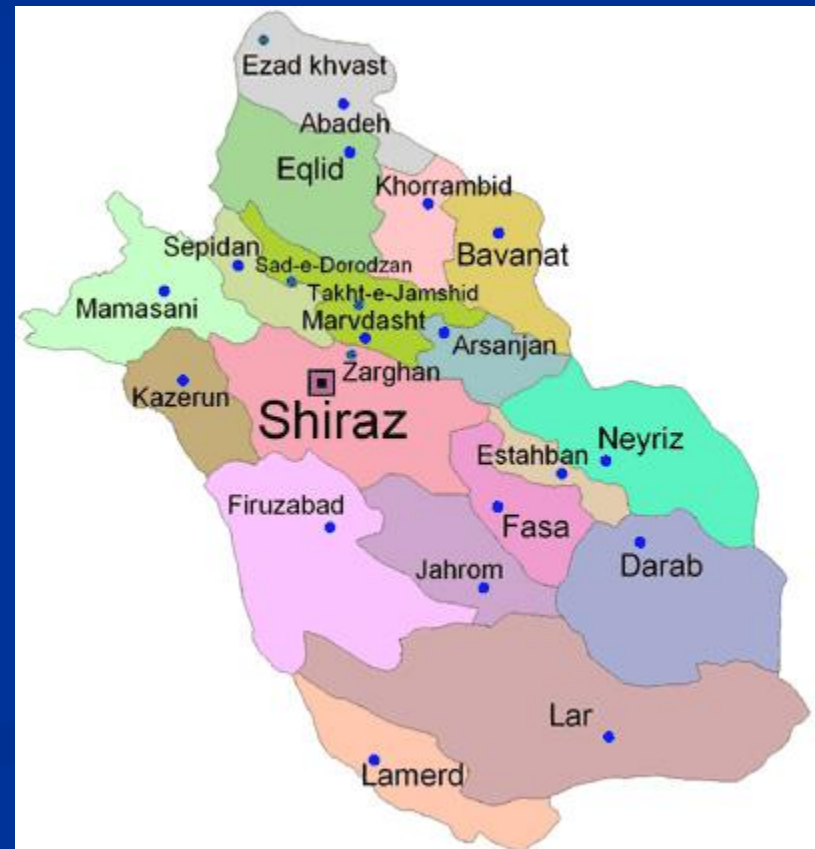 Ezad khvast
Abadeh
Eqlid
Khorrambid
Sepidan
Bavanat
Sad-e-Dorodzan
Mamasani
Takht-e-Jamshid
Marvdasht
Arsanjan
Zarghan
Kazerun
Shiraz
Neyriz
Estahban
Firuzabad
Fasa
Darab
Jahrom
Lar
Lamerd